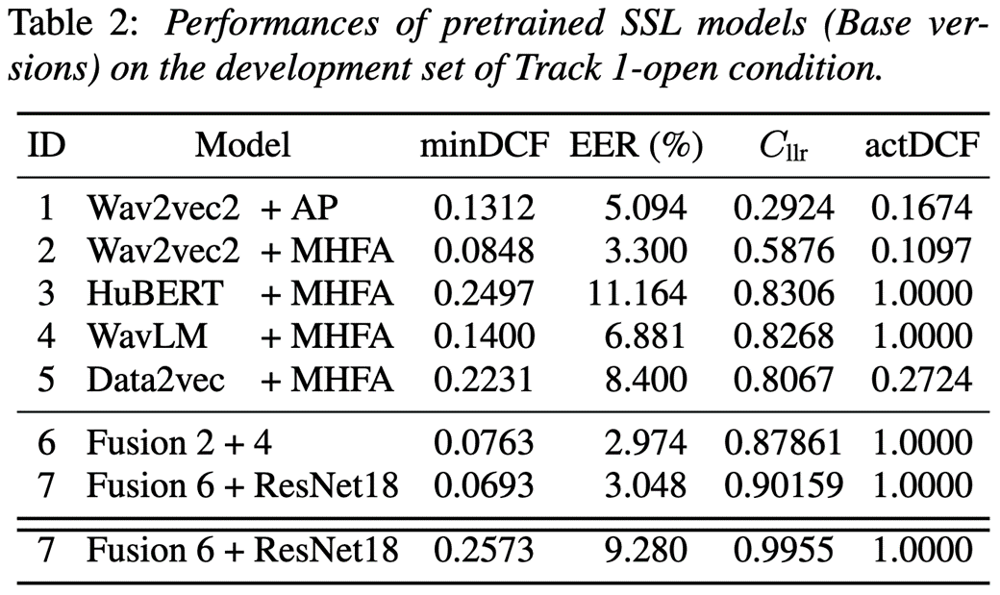 Table 2: Performances of pretrained SSL models (Base ver-
sions) on the development set of Track 1-open condition.
ID Model minDCF EER (%) Cllr actDCF
1 Wav2vec2 + AP 0.1312 5.094 0.2924 0.1674
2 Wav2vec2 + MHFA 0.0848 3.300 0.5876 0.1097
3 HuBERT + MHFA 0.2497 11.164 0.8306 1.0000
4 WavLM + MHFA 0.1400 6.881 0.8268 1.0000
5 Data2vec + MHFA 0.2231 8.400 0.8067 0.2724
6 Fusion 2 + 4 0.0763 2.974 0.87861 1.0000
7 Fusion 6 + ResNet18 0.0693 3.048 0.90159 1.0000
7 Fusion 6 + ResNet18 0.2573 9.280 0.9955 1.0000